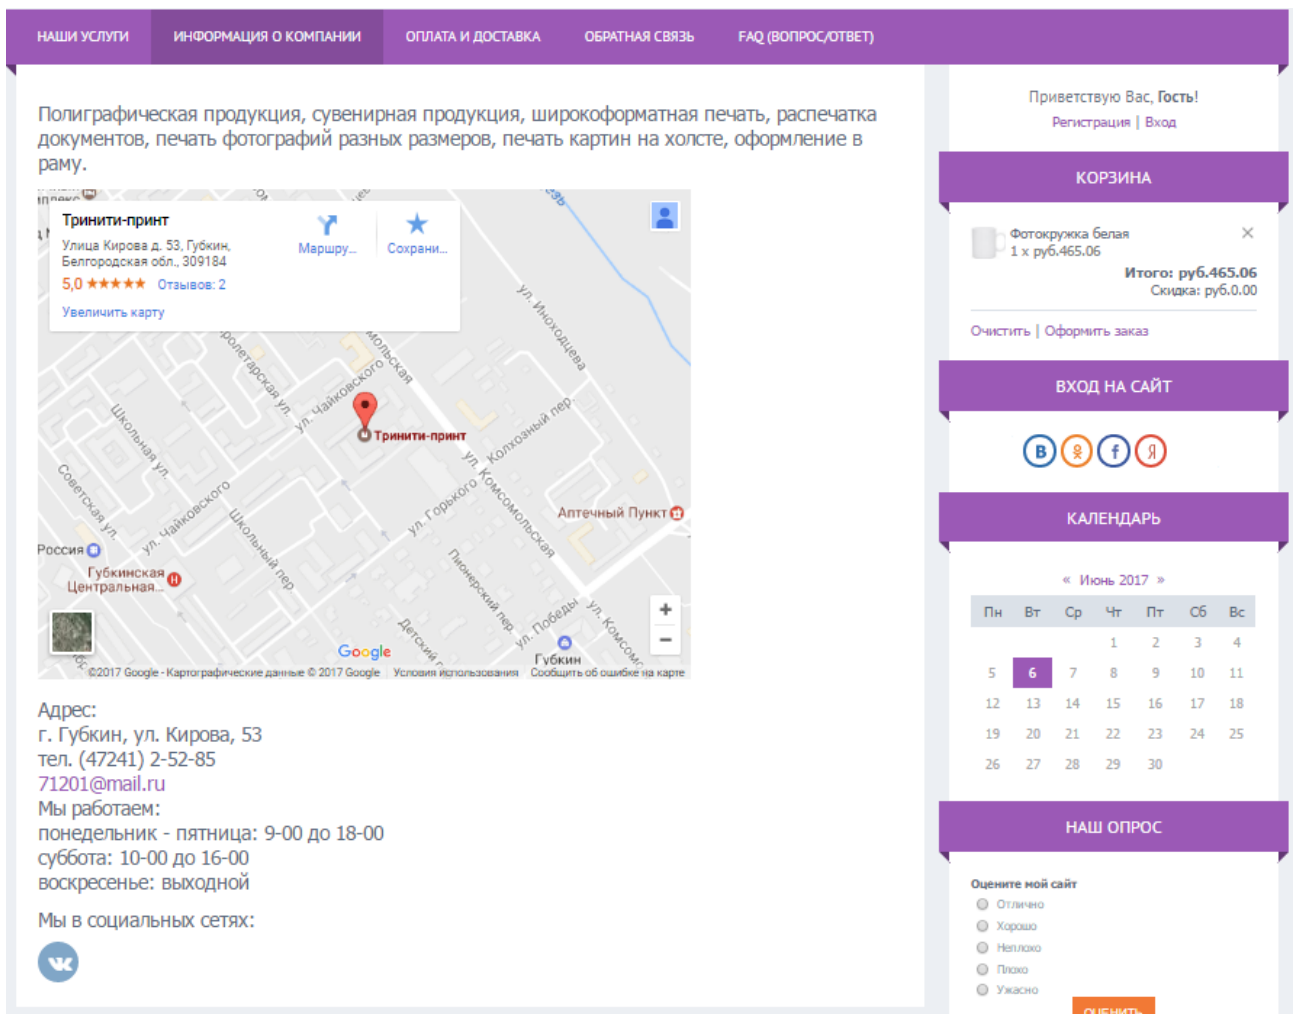 НАШИ УСЛУГИ
ИНФОРМАЦИЯ О КОМПАНИИ
ОПЛАТА И ДОСТАВКА
ОБРАТНАЯ СВЯЗЬ
FAQ (ВОПРОС/ОТВЕТ)
Полиграфическая продукция, сувенирная продукция, широкоформатная печать, распечатка
документов, печать фотографий разных размеров, печать картин на холсте, оформление в
раму.
Тринити-принт
Улица Кирова д. 53, Губкин,
Белгородская обл., 309184
5,0 ★★★★★ Отзывов: 2
Увеличить карту
Маршру...
Сохрани...
ул. Иноходцева
ул. Чайковского
Тринити-принт
Колхозный пер.
Школьная ул.
Советская ул.
ул. Чайковского
Школьный пер
ул. Горького
ул. Комсомольская
Аптечный Пункт
Россия
Губкинская
Центральная...
Пионерский пер.
ул. Победы
Детский
ул. Комсо
Губкин
+
−
Google
©2017 Google - Картографические данные © 2017 Google
Условия использования
Сообщить об ошибке на карте
Адрес:
г. Губкин, ул. Кирова, 53
тел. (47241) 2-52-85
71201@mail.ru
Мы работаем:
понедельник - пятница: 9-00 до 18-00
суббота: 10-00 до 16-00
воскресенье: выходной
Мы в социальных сетях:
Приветствую Вас, Гость!
Регистрация | Вход
КОРЗИНА
Фотокружка белая
1 x руб.465.06
Итого: руб.465.06
Скидка: руб.0.00
Очистить | Оформить заказ
ВХОД НА САЙТ
КАЛЕНДАРЬ
« Июнь 2017 »
Пн Вт Ср Чт Пт Сб Вс
1 2 3 4
5 6 7 8 9 10 11
12 13 14 15 16 17 18
19 20 21 22 23 24 25
26 27 28 29 30
НАШ ОПРОС
Оцените мой сайт
Отлично
Хорошо
Неплохо
Плохо
Ужасно
ОЦЕНИТЬ